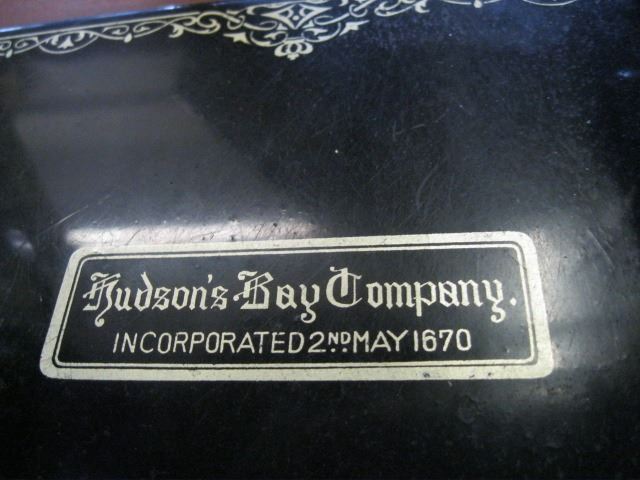 Hudson's Bay Company.
INCORPORATED 2ND MAY 1670